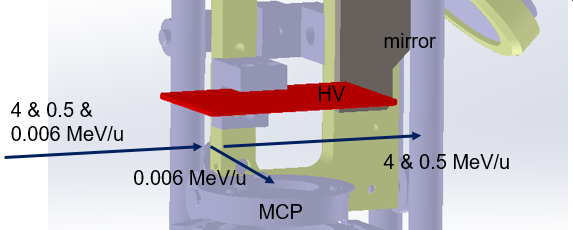 mirror
HV
4 & 0.5 &
0.006 MeV/u
4 & 0.5 MeV/u
0.006 MeV/u
MCP